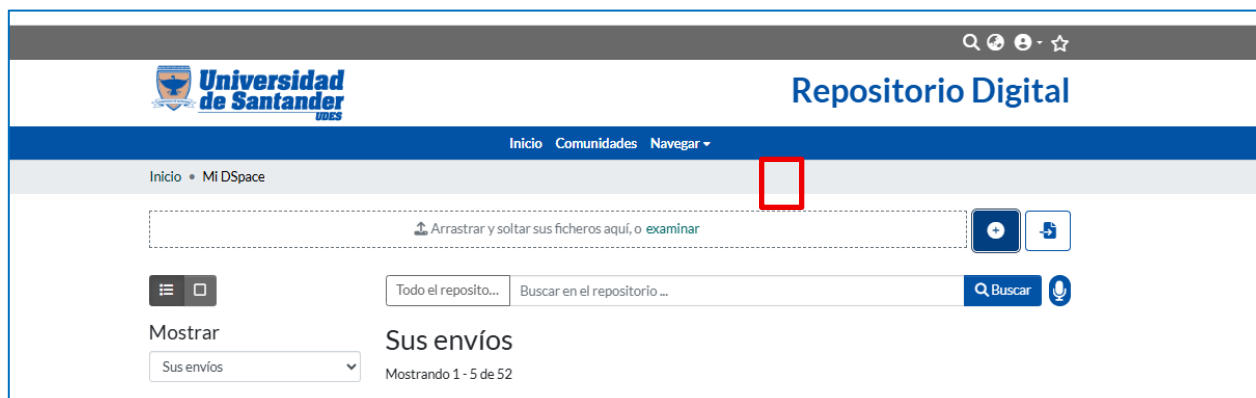 Universidad
de Santander
UDES
Repositorio Digital
Inicio Comunidades Navegar
Inicio • Mi DSpace
Arrastrar y soltar sus ficheros aquí, o examinar
Todo el reposito... Buscar en el repositorio ... Buscar
Mostrar
Sus envíos
Sus envíos
Mostrando 1 - 5 de 52